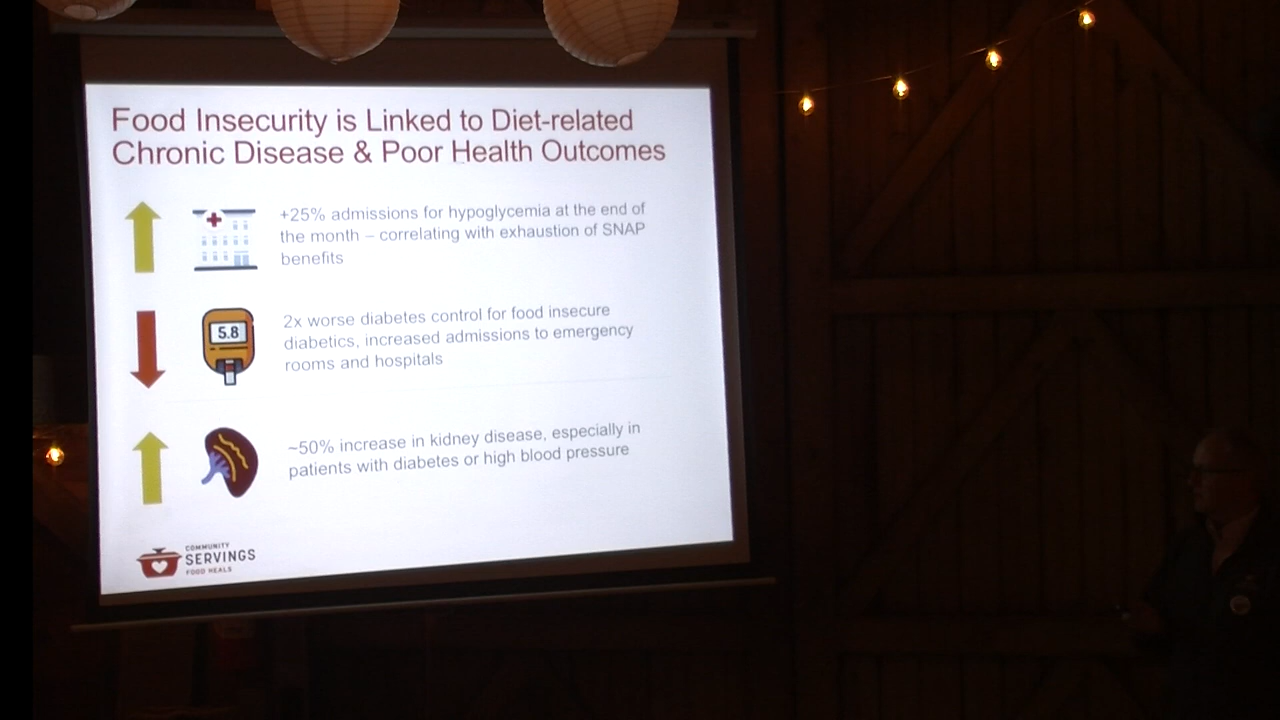 Food Insecurity is Linked to Diet-related
Chronic Disease & Poor Health Outcomes
+25% admissions for hypoglycemia at the end of
the month – correlating with exhaustion of SNAP
benefits
5.8
2x worse diabetes control for food insecure
diabetics, increased admissions to emergency
rooms and hospitals
~50% increase in kidney disease, especially in
patients with diabetes or high blood pressure
COMMUNITY
SERVINGS
FOOD HEALS